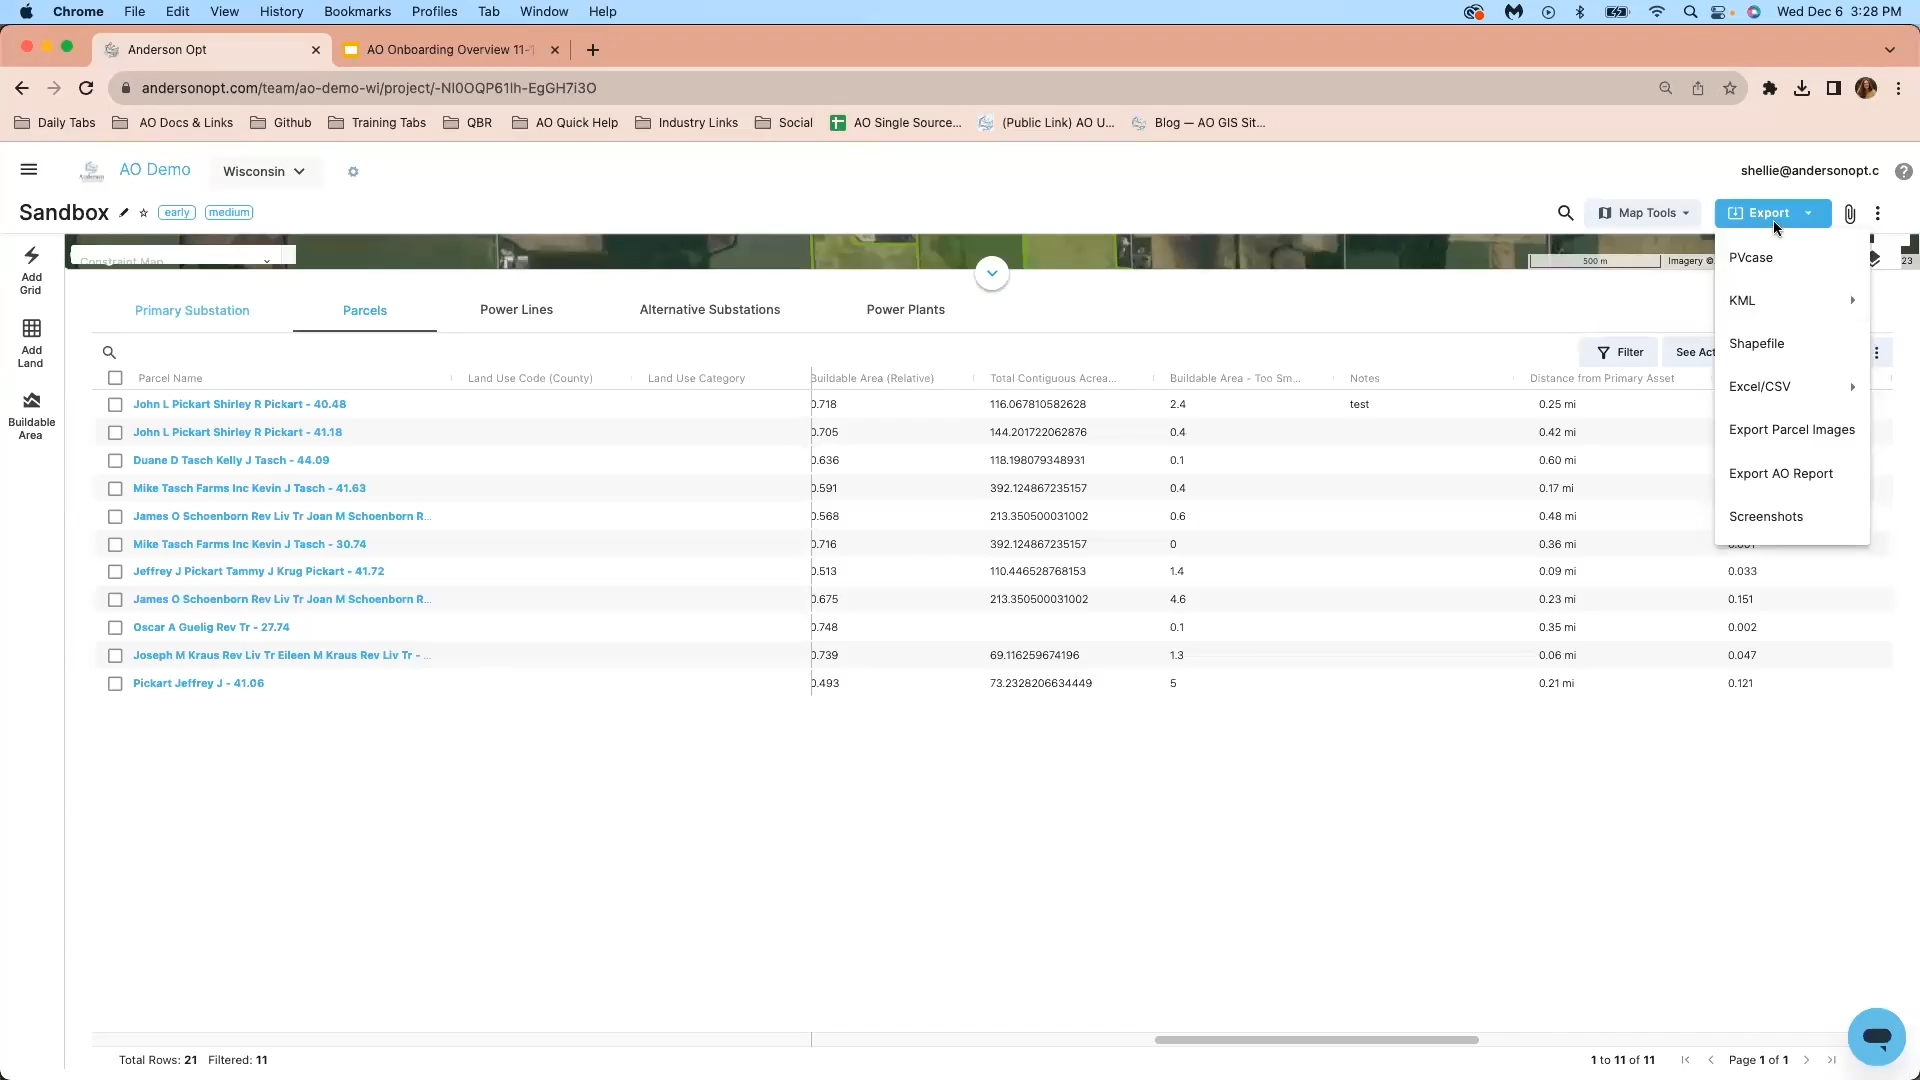 Chrome File Edit View History Bookmarks Profiles Tab Window Help Wed Dec 6 3:28 PM
Anderson Opt AO Onboarding Overview 11-
andersonopt.com/team/ao-demo-wi/project/-NI0OQP61lh-EgGH7i3O
Daily Tabs AO Docs & Links Github Training Tabs QBR AO Quick Help Industry Links Social AO Single Source... (Public Link) AO U... Blog — AO GIS Sit...
AO Demo Wisconsin shellie@andersonopt.c
Sandbox early medium Map Tools Export
Constraint Map 500 m Imagery ©. 23
Add
Grid
Add
Land
Buildable
Area
PVcase
KML
Shapefile
Excel/CSV
Export Parcel Images
Export AO Report
Screenshots
Primary Substation Parcels Power Lines Alternative Substations Power Plants
Filter See Act
Parcel Name Land Use Code (County) Land Use Category Buildable Area (Relative) Total Contiguous Acrea... Buildable Area - Too Sm... Notes Distance from Primary Asset
John L Pickart Shirley R Pickart - 40.48 0.718 116.067810582628 2.4 test 0.25 mi
John L Pickart Shirley R Pickart - 41.18 0.705 144.201722062876 0.4 0.42 mi
Duane D Tasch Kelly J Tasch - 44.09 0.636 118.198079348931 0.1 0.60 mi
Mike Tasch Farms Inc Kevin J Tasch - 41.63 0.591 392.124867235157 0.4 0.17 mi
James O Schoenborn Rev Liv Tr Joan M Schoenborn R... 0.568 213.350500031002 0.6 0.48 mi
Mike Tasch Farms Inc Kevin J Tasch - 30.74 0.716 392.124867235157 0 0.36 mi 0.001
Jeffrey J Pickart Tammy J Krug Pickart - 41.72 0.513 110.446528768153 1.4 0.09 mi 0.033
James O Schoenborn Rev Liv Tr Joan M Schoenborn R... 0.675 213.350500031002 4.6 0.23 mi 0.151
Oscar A Guelig Rev Tr - 27.74 0.748 0.1 0.35 mi 0.002
Joseph M Kraus Rev Liv Tr Eileen M Kraus Rev Liv Tr - ... 0.739 69.116259674196 1.3 0.06 mi 0.047
Pickart Jeffrey J - 41.06 0.493 73.2328206634449 5 0.21 mi 0.121
Total Rows: 21 Filtered: 11 1 to 11 of 11 Page 1 of 1